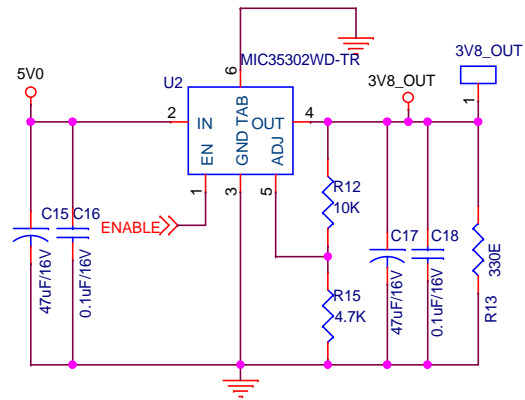 MIC35302WD-TR
3V8_OUT
5V0
U2
6
3V8_OUT
2
IN
GND TAB
OUT
4
1
EN
GND
ADJ
ENABLE
1
3
5
R12
10K
C15
C16
47uF/16V
0.1uF/16V
R15
4.7K
C17
C18
47uF/16V
0.1uF/16V
330E
R13